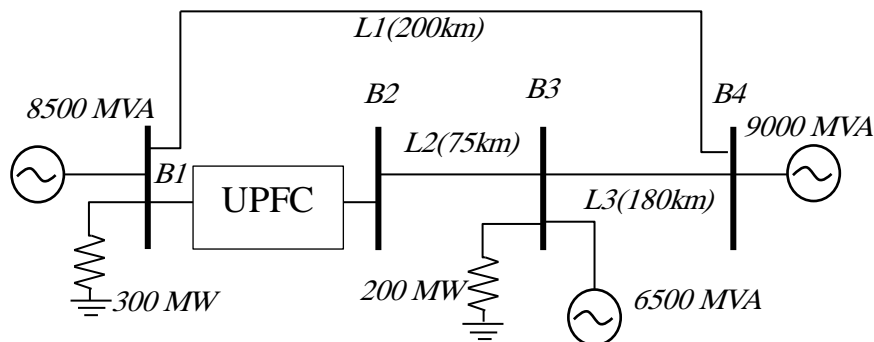 L1(200km)
B2
B3
B4
8500 MVA
9000 MVA
L2(75km)
B1
UPFC
L3(180km)
300 MW
200 MW
6500 MVA